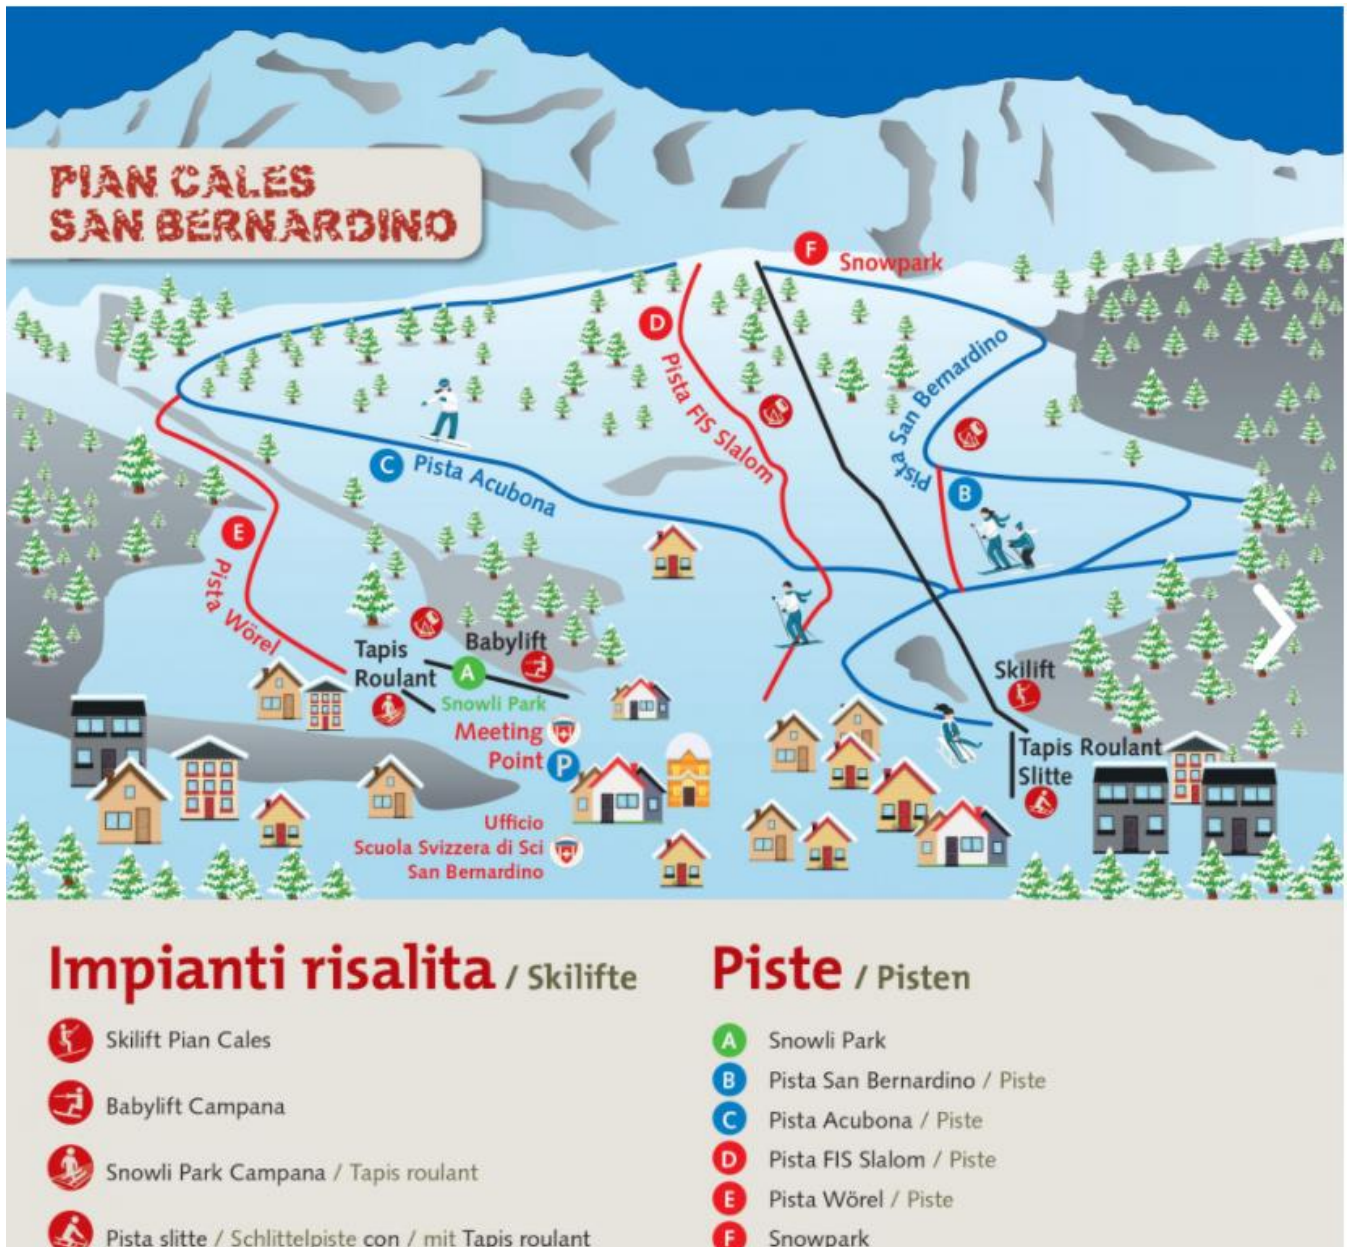 PIAN CALES
SAN BERNARDINO
F
Snowpark
D
Pista FIS Slalom
Pista San Bernardino
B
C
Pista Acubona
E
Pista Wörel
Tapis
Roulant
Babylift
A
Snowli Park
Meeting
Point
P
Ufficio
Scuola Svizzera di Sci
San Bernardino
Skilift
Tapis Roulant
Slitte
Impianti risalita / Skilifte
Skilift Pian Cales
Babylift Campana
Snowli Park Campana / Tapis roulant
Pista slitte / Schlittelpiste con / mit Tapis roulant
Piste / Pisten
A Snowli Park
B Pista San Bernardino / Piste
C Pista Acubona / Piste
D Pista FIS Slalom / Piste
E Pista Wörel / Piste
F Snowpark